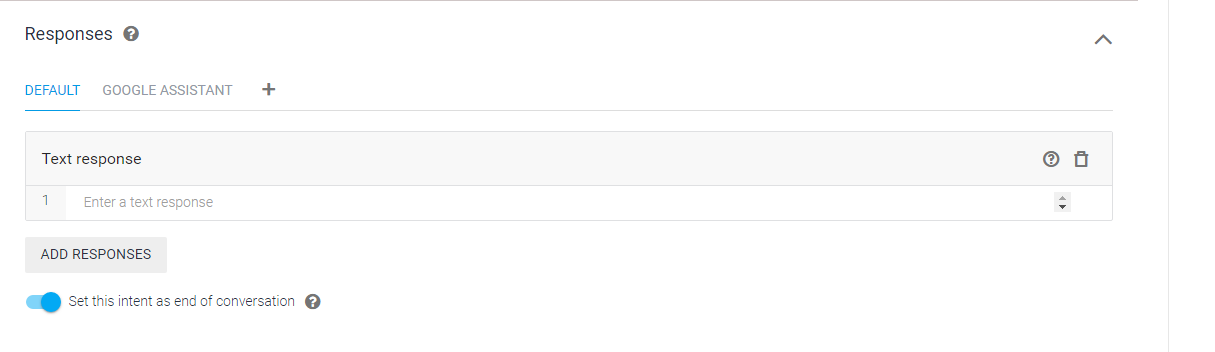 Responses ?
DEFAULT GOOGLE ASSISTANT +
Text response ?
1 Enter a text response
ADD RESPONSES
Set this intent as end of conversation ?